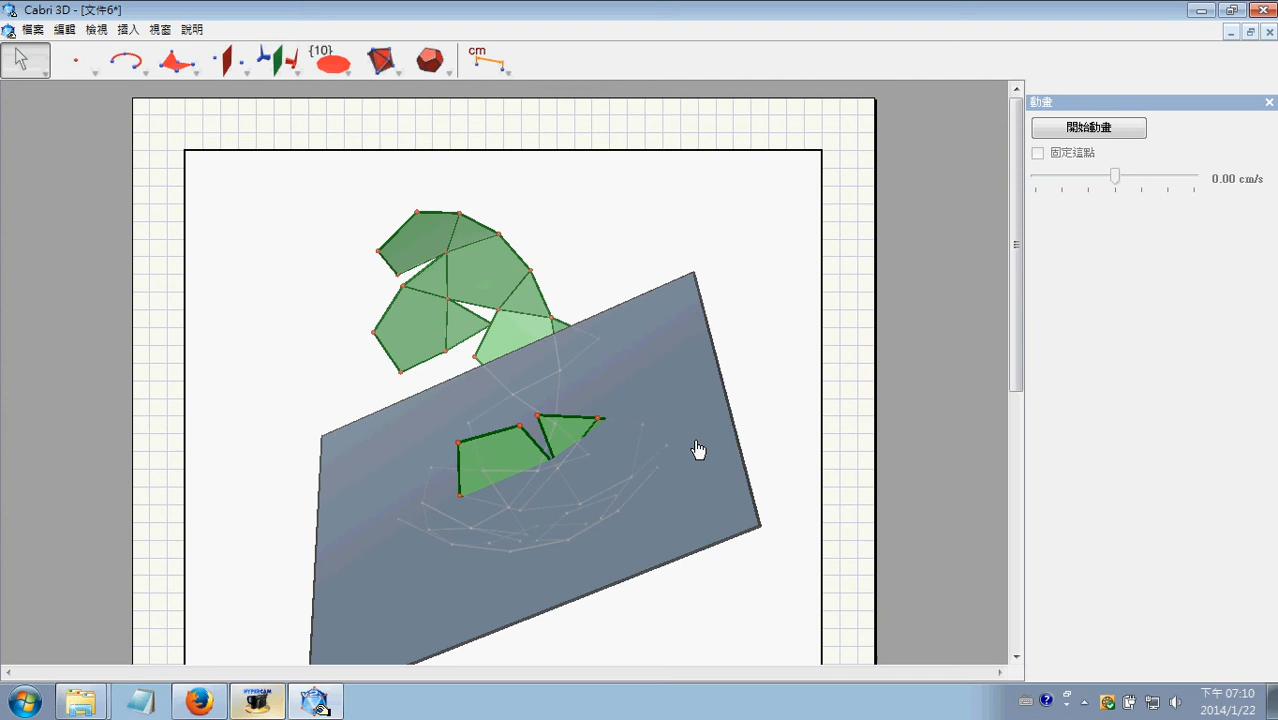 Cabri 3D - [文件6*]
檔案 編輯 檢視 插入 視窗 說明
{10}
cm
動畫
開始動畫
固定這點
0.00 cm/s
HYPERCAM
下午 07:10
2014/1/22